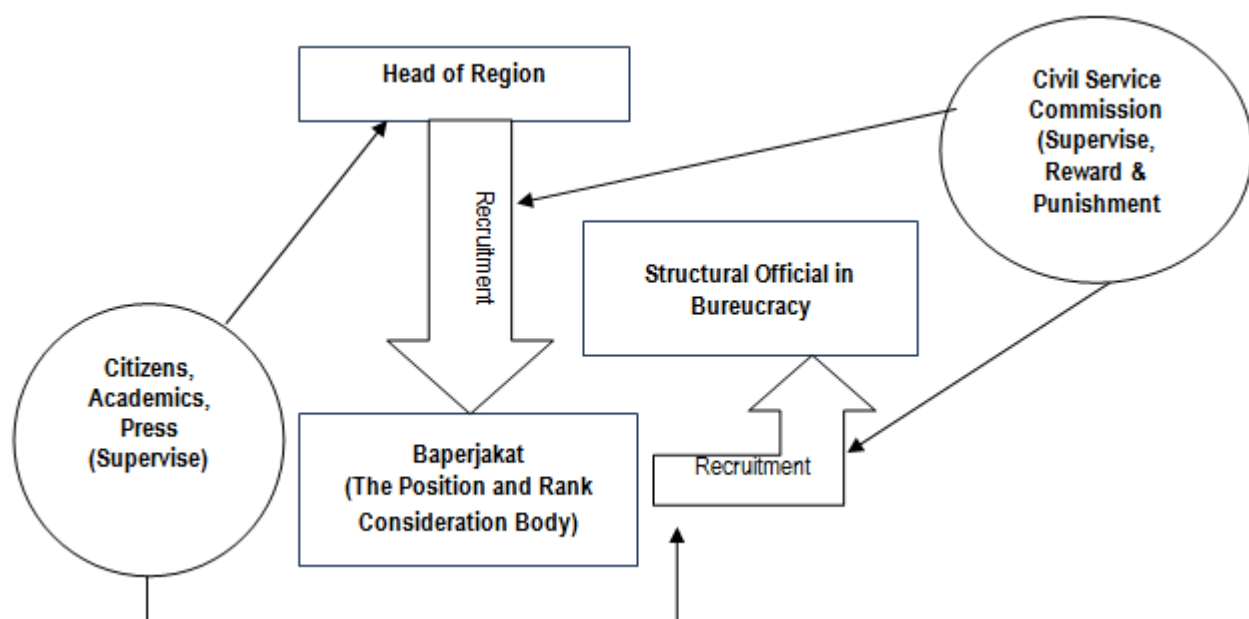 Head of Region
Civil Service
Commission
(Supervise,
Reward &
Punishment
Recruitment
Structural Official in
Bureucracy
Citizens,
Academics,
Press
(Supervise)
Baperjakat
(The Position and Rank
Consideration Body)
Recruitment